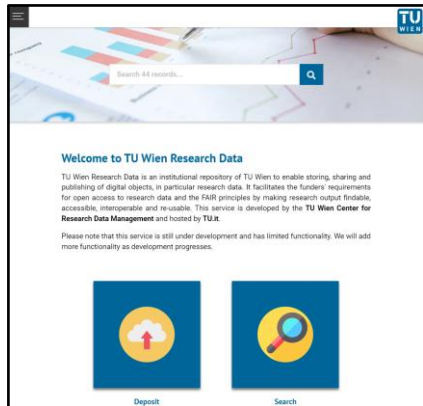 TU
WIEN
Search 44 records...
Welcome to TU Wien Research Data
TU Wien Research Data is an institutional repository of TU Wien to enable storing, sharing and
publishing of digital objects, in particular research data. It facilitates the funders' requirements
for open access to research data and the FAIR principles by making research output findable,
accessible, interoperable and re-usable. This service is developed by the TU Wien Center for
Research Data Management and hosted by TU.it.
Please note that this service is still under development and has limited functionality. We will add
more functionality as development progresses.
Deposit
Search